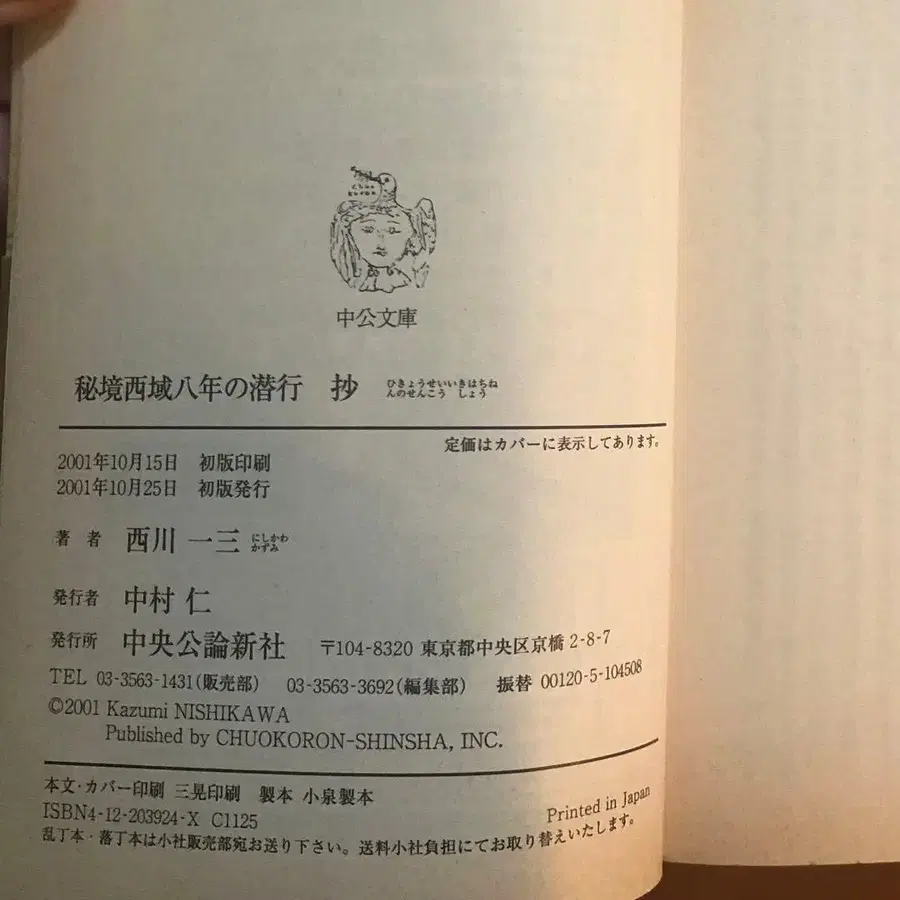 中公文庫
秘境西域八年の潜行 抄 ひきょうせいいきはちね
んのせんこう しょう
定価はカバーに表示してあります。
2001年10月15日 初版印刷
2001年10月25日 初版発行
著 者 西川 一三 にしかわ
かずみ
発行者 中村 仁
発行所 中央公論新社 〒104-8320 東京都中央区京橋 2-8-7
TEL 03-3563-1431(販売部) 03-3563-3692(編集部) 振替 00120-5-104508
©2001 Kazumi NISHIKAWA
Published by CHUOKORON-SHINSHA, INC.
本文・カバー印刷 三晃印刷 製本 小泉製本
ISBN4-12-203924-X C1125 Printed in Japan
乱丁本・落丁本は小社販売部宛お送り下さい。送料小社負担にてお取り替えいたします。